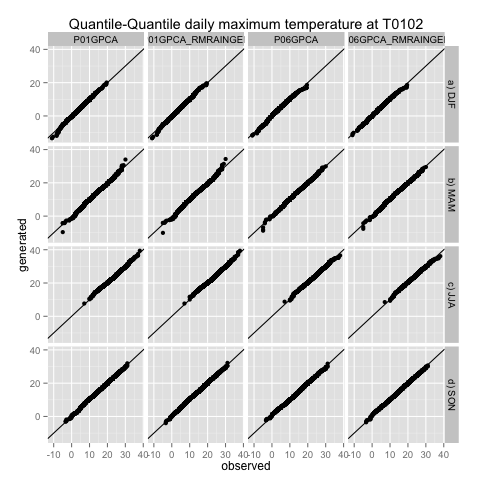 Quantile-Quantile daily maximum temperature at T0102
P01GPCA 01GPCA_RMRAINGE P06GPCA 06GPCA_RMRAINGE
40
20
0
a) DJF
40
20
0
b) MAM
40
20
0
c) JJA
40
20
0
d) SON
generated
-10 0 10 20 30 40 -10 0 10 20 30 40 -10 0 10 20 30 40 -10 0 10 20 30 40
observed